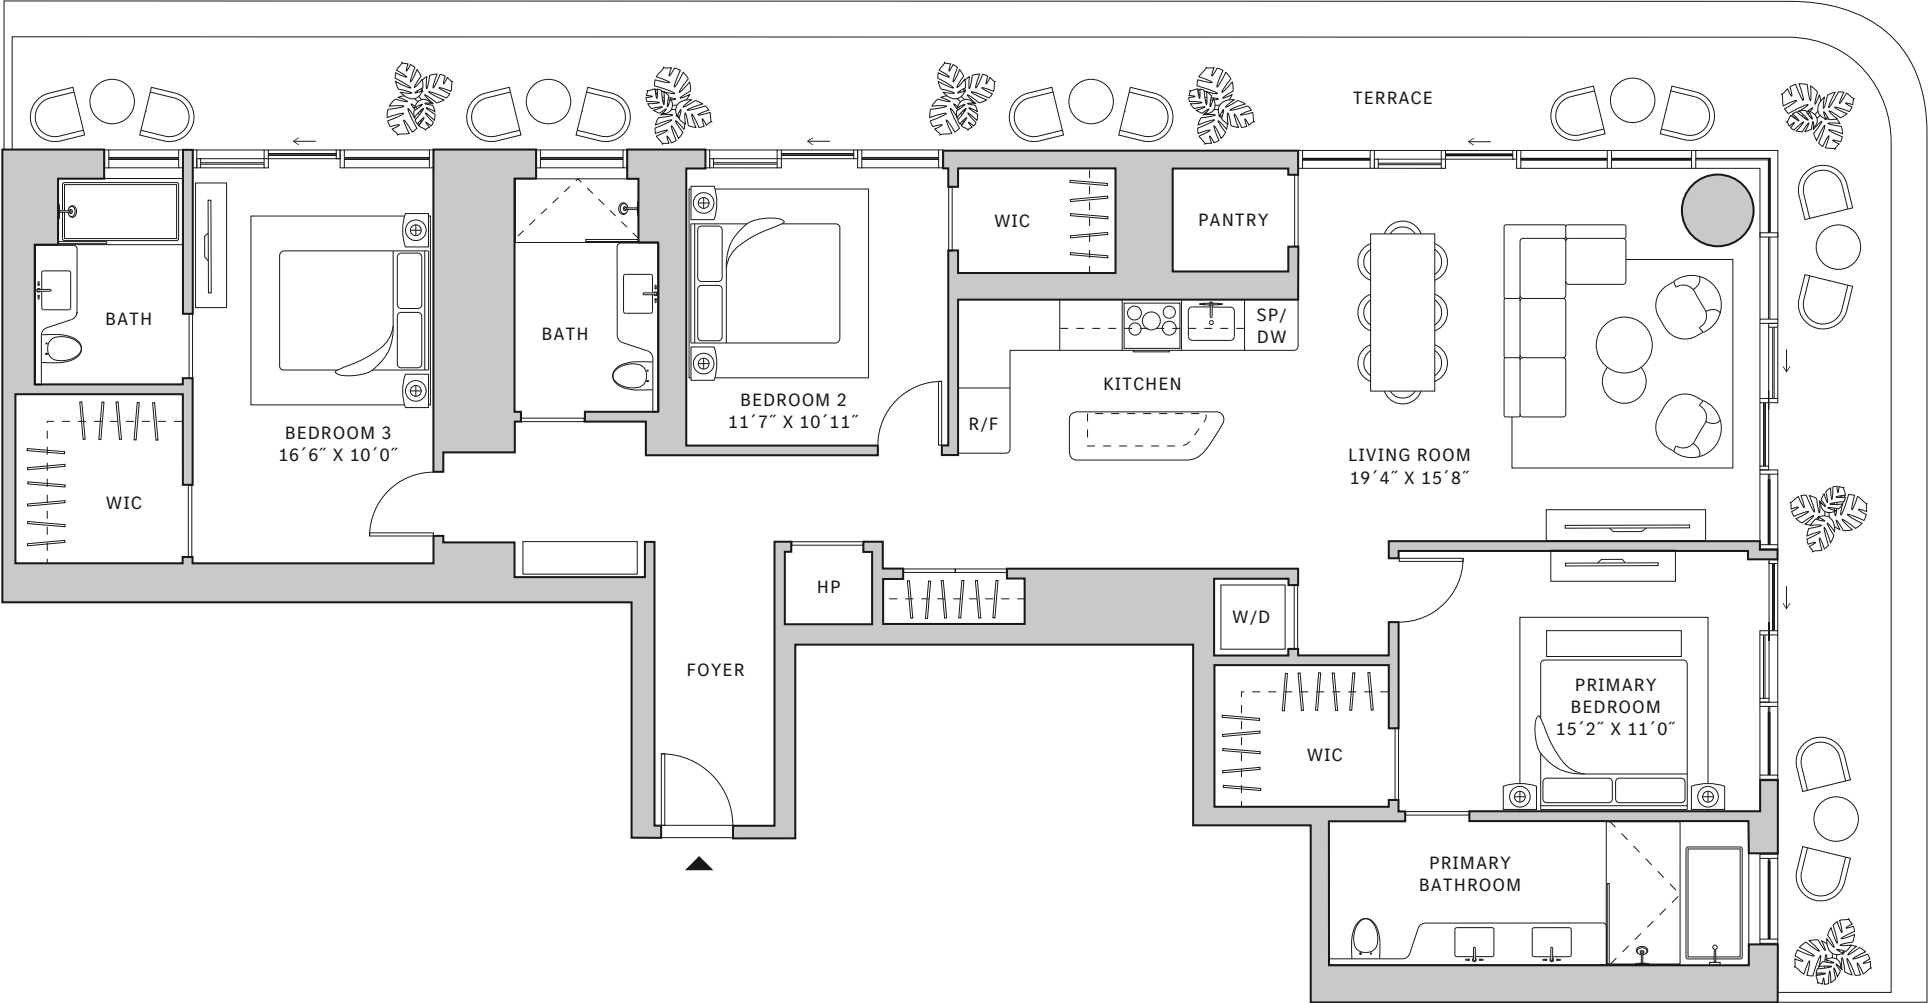 TERRACE
WIC
PANTRY
BATH
BATH
SP/
DW
KITCHEN
BEDROOM 2
11´7˝ X 10´11˝
R/F
BEDROOM 3
16´6˝ X 10´0˝
LIVING ROOM
19´4˝ X 15´8˝
WIC
HP
W/D
FOYER
PRIMARY
BEDROOM
15´2˝ X 11´0˝
WIC
PRIMARY
BATHROOM